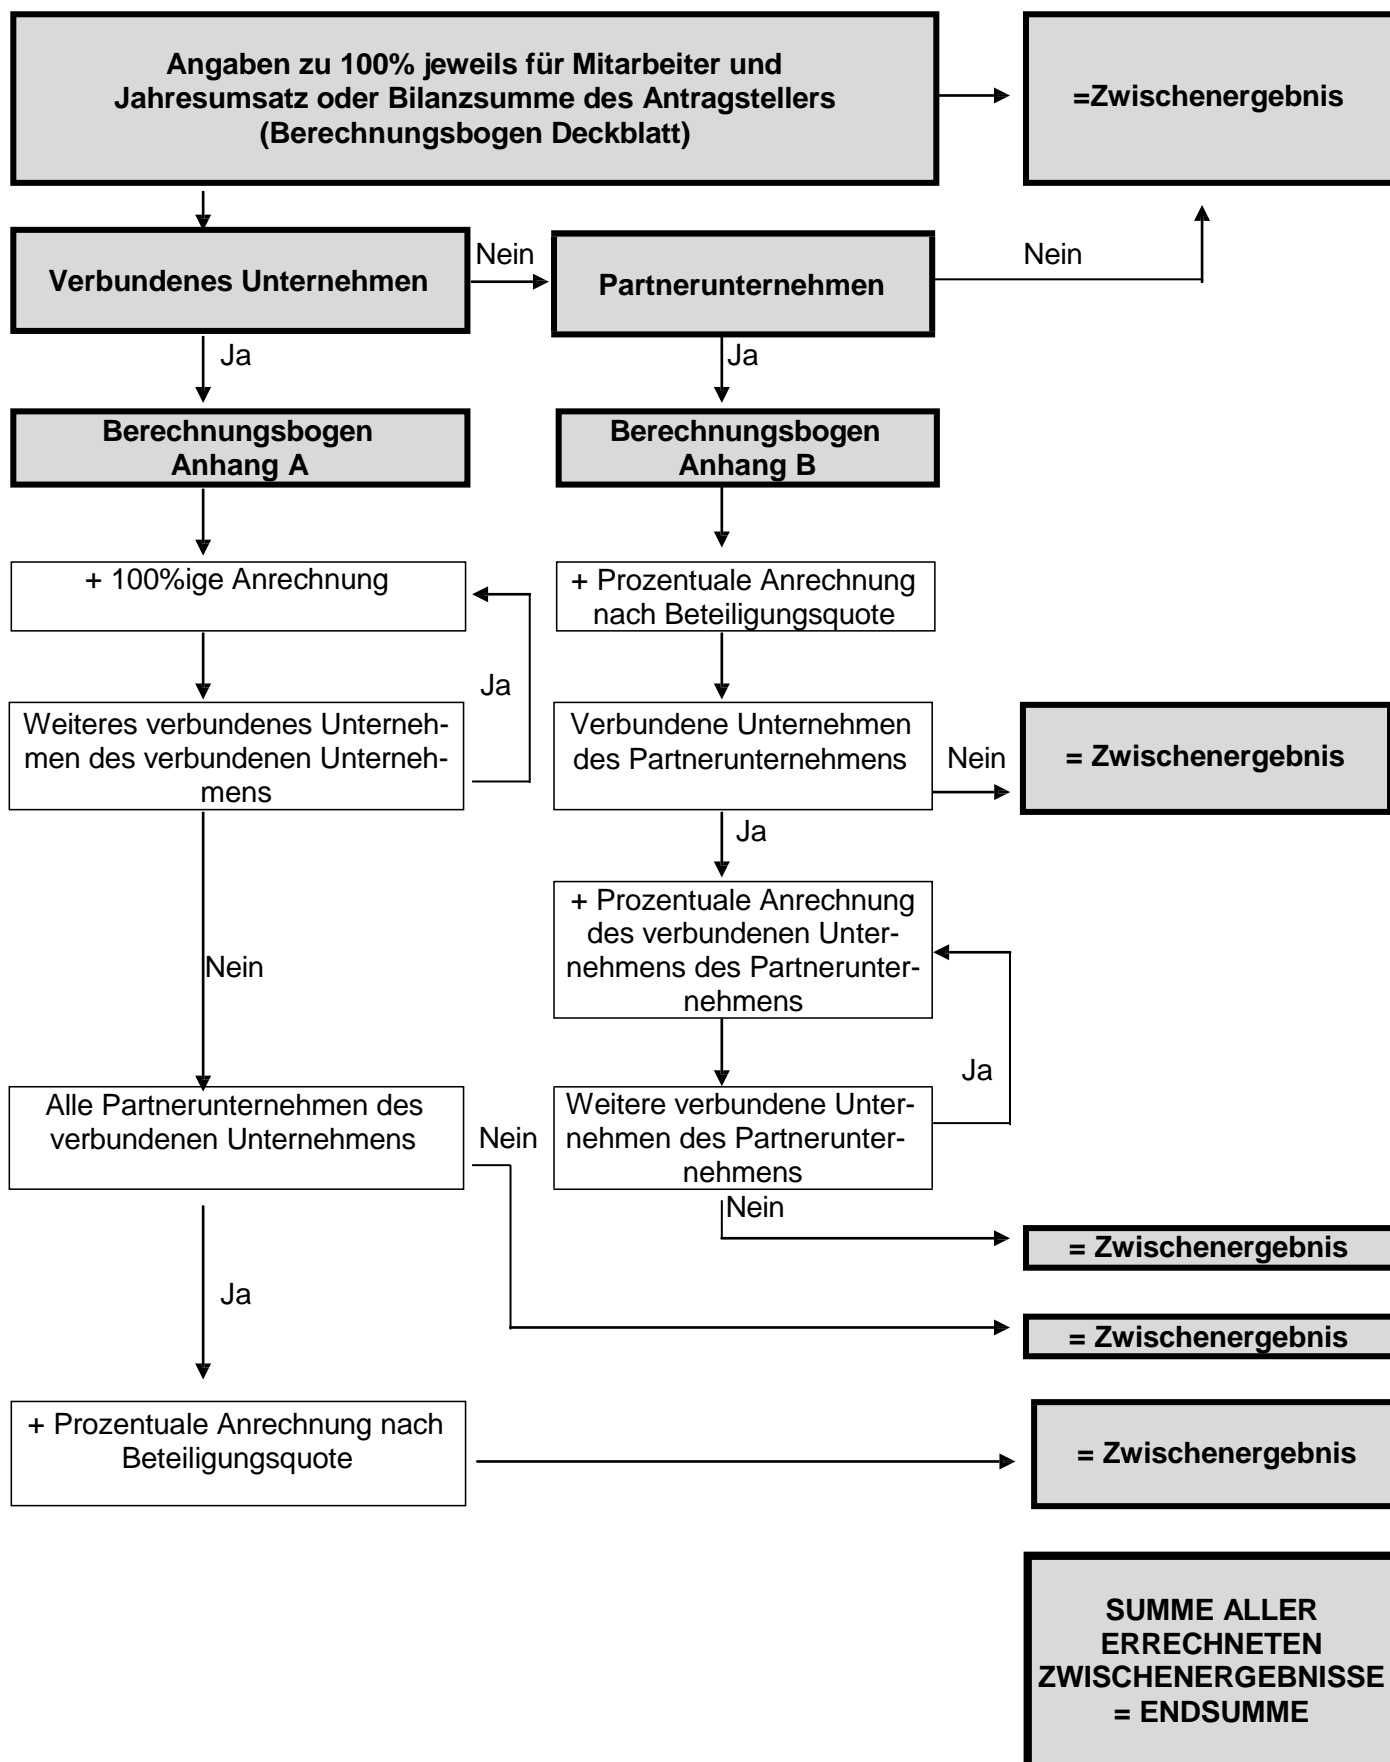 Angaben zu 100% jeweils für Mitarbeiter und
Jahresumsatz oder Bilanzsumme des Antragstellers
(Berechnungsbogen Deckblatt)
=Zwischenergebnis
Verbundenes Unternehmen
Nein
Partnerunternehmen
Nein
Ja
Ja
Berechnungsbogen
Anhang A
Berechnungsbogen
Anhang B
+ 100%ige Anrechnung
+ Prozentuale Anrechnung
nach Beteiligungsquote
Ja
Weiteres verbundenes Unterneh-
men des verbundenen Unterneh-
mens
Verbundene Unternehmen
des Partnerunternehmens
Nein
= Zwischenergebnis
Ja
+ Prozentuale Anrechnung
des verbundenen Unter-
nehmens des Partnerunter-
nehmens
Nein
Ja
Alle Partnerunternehmen des
verbundenen Unternehmens
Nein
Weitere verbundene Unter-
nehmen des Partnerunter-
nehmens
Nein
= Zwischenergebnis
Ja
= Zwischenergebnis
+ Prozentuale Anrechnung nach
Beteiligungsquote
= Zwischenergebnis
SUMME ALLER
ERRECHNETEN
ZWISCHENERGEBNISSE
= ENDSUMME